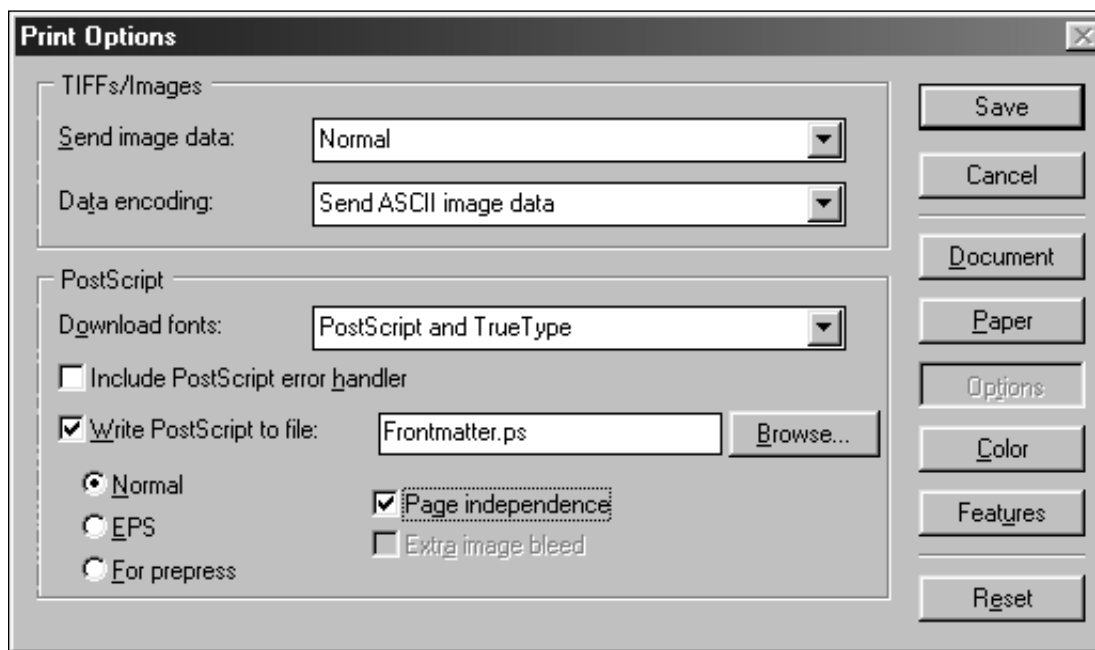 Print Options
TIFFs/Images
Send image data:
Normal
Data encoding:
Send ASCII image data
PostScript
Download fonts:
PostScript and TrueType
Include PostScript error handler
Write PostScript to file:
Frontmatter.ps
Browse...
Normal
EPS
For prepress
Page independence
Extra image bleed
Save
Cancel
Document
Paper
Options
Color
Features
Reset